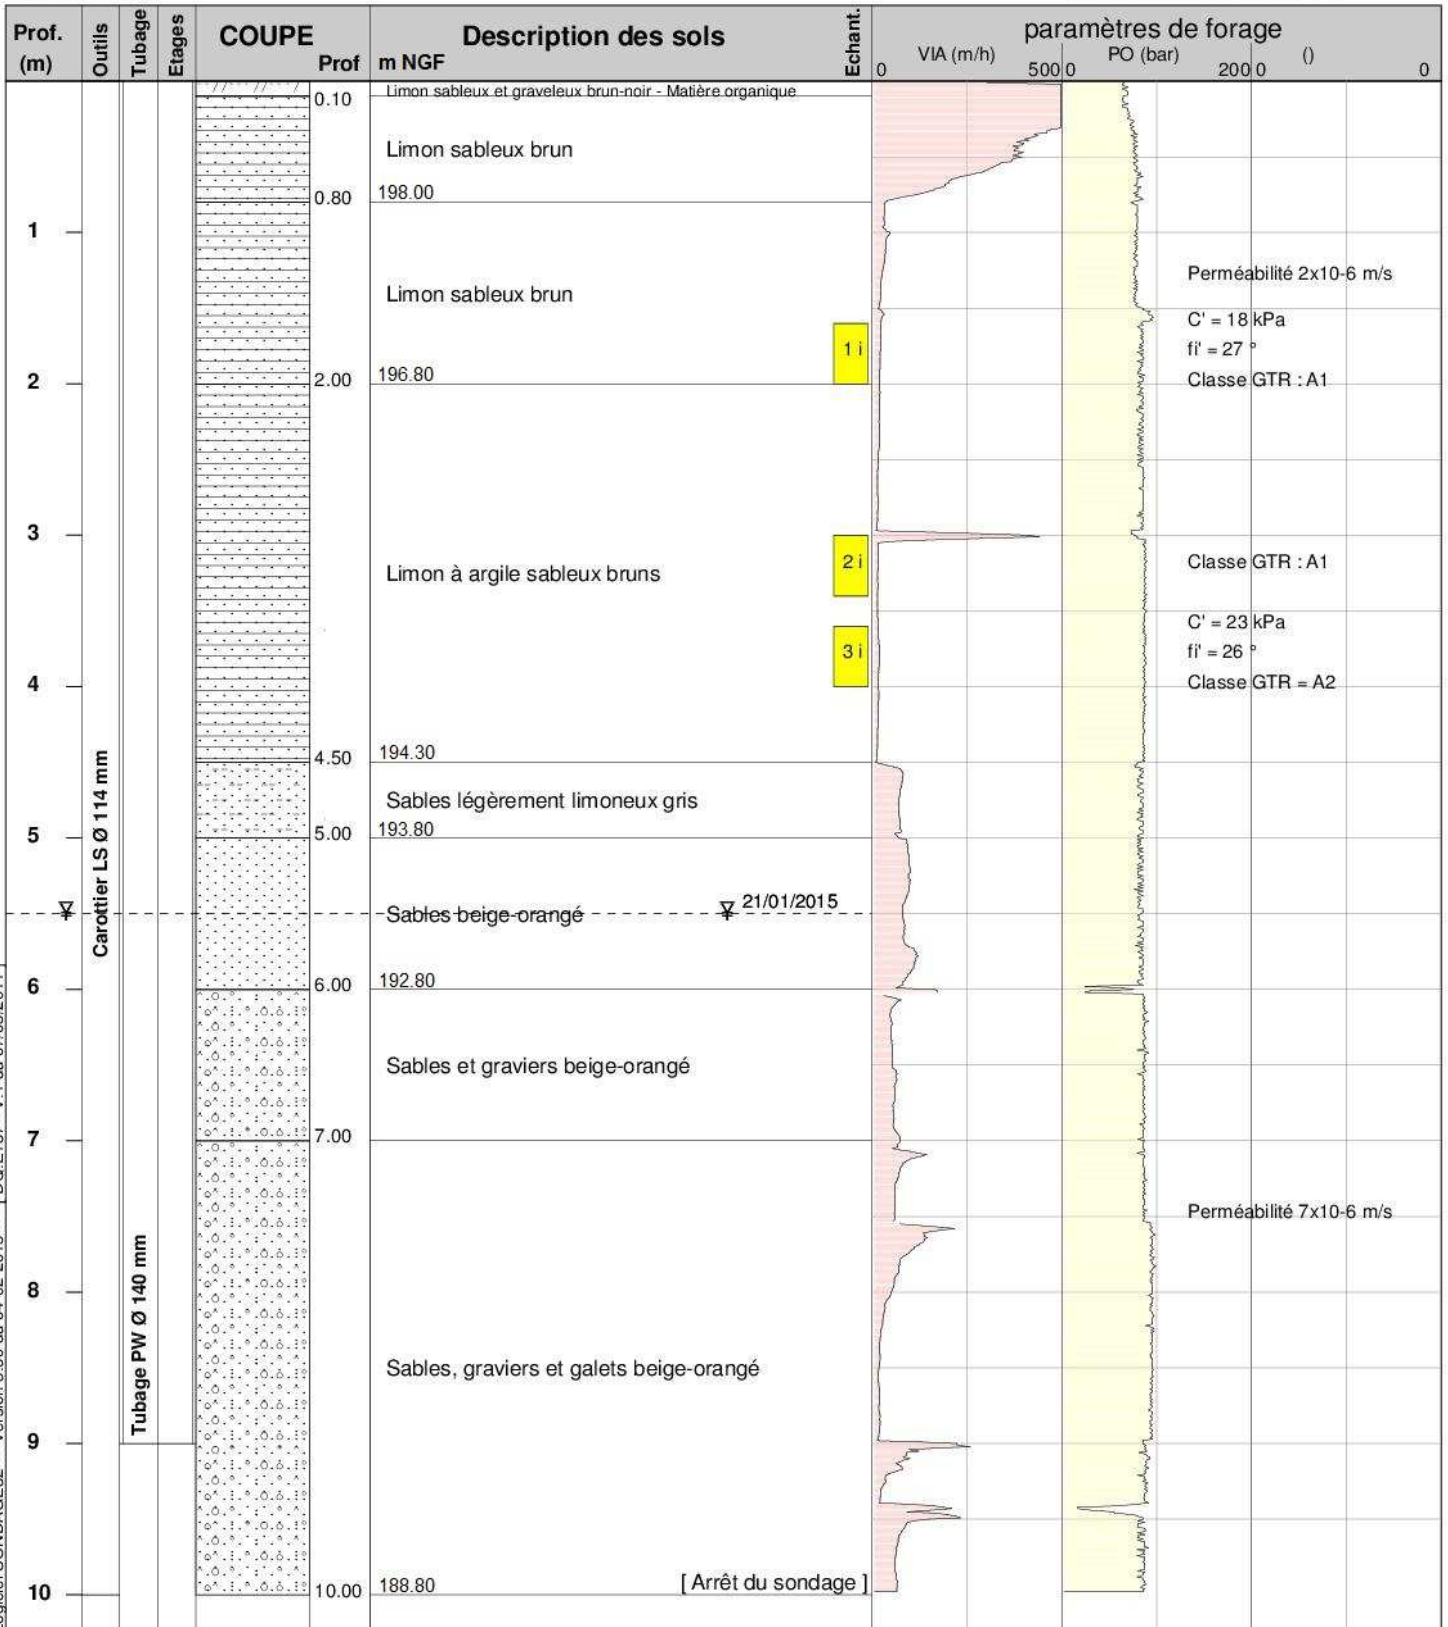 Prof.
(m)
Outils
Tubage
Etages
COUPE
Prof
Description des sols
m NGF
Echant.
paramètres de forage
VIA (m/h)
PO (bar)
()
0
500
0
200
0
0
Limon sableux et graveleux brun-noir - Matière organique
0.10
Limon sableux brun
0.80
198.00
1
Perméabilité 2x10-6 m/s
Limon sableux brun
C' = 18 kPa
1 i
fi' = 27 °
2
2.00
196.80
Classe GTR : A1
3
2 i
Classe GTR : A1
Limon à argile sableux bruns
C' = 23 kPa
3 i
fi' = 26 °
4
Classe GTR = A2
4.50
194.30
Sables légèrement limoneux gris
5
5.00
193.80
Carottier LS Ø 114 mm
21/01/2015
Sables beige-orangé
6
6.00
192.80
Sables et graviers beige-orangé
7
7.00
Perméabilité 7x10-6 m/s
8
Tubage PW Ø 140 mm
Sables, graviers et galets beige-orangé
9
10
10.00
188.80
[ Arrêt du sondage ]